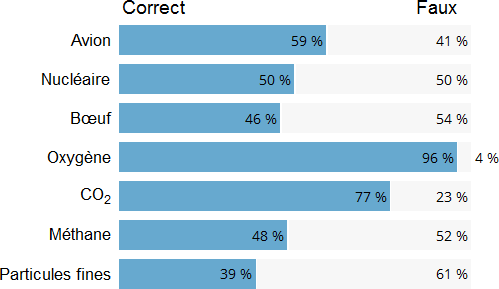 Correct Faux
Avion 59 % 41 %
Nucléaire 50 % 50 %
Bœuf 46 % 54 %
Oxygène 96 % 4 %
CO₂ 77 % 23 %
Méthane 48 % 52 %
Particules fines 39 % 61 %